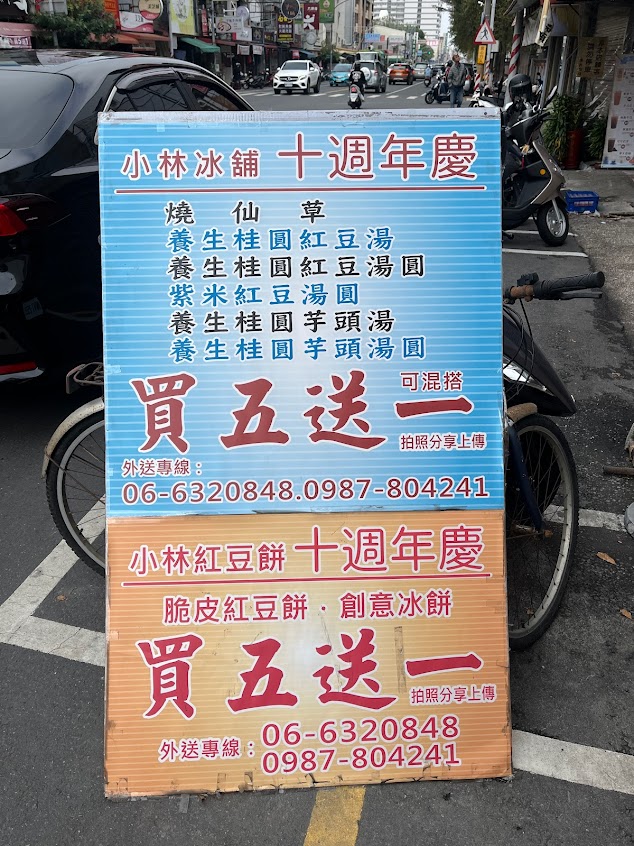 小林冰舖 十週年慶
燒仙草
養生桂圓紅豆湯
養生桂圓紅豆湯圓
紫米紅豆湯圓
養生桂圓芋頭湯
養生桂圓芋頭湯圓
買五送一
可混搭
拍照分享上傳
外送專線：
06-6320848.0987-804241
小林紅豆餅 十週年慶
脆皮紅豆餅·創意冰餅
買五送一
拍照分享上傳
外送專線：
06-6320848
0987-804241